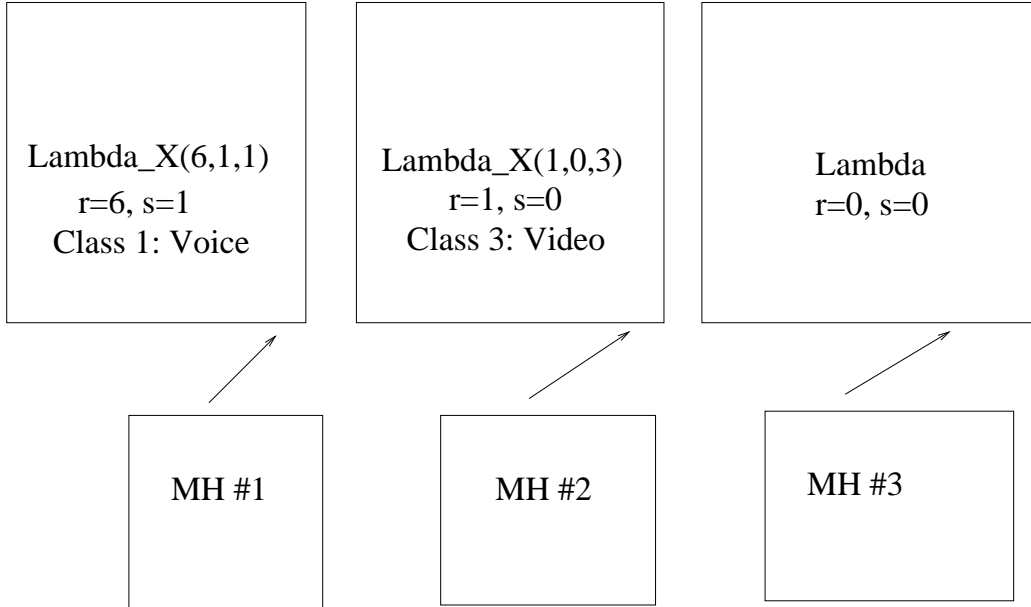 Lambda_X(6,1,1)
r=6, s=1
Class 1: Voice
Lambda_X(1,0,3)
r=1, s=0
Class 3: Video
Lambda
r=0, s=0
MH #1
MH #2
MH #3